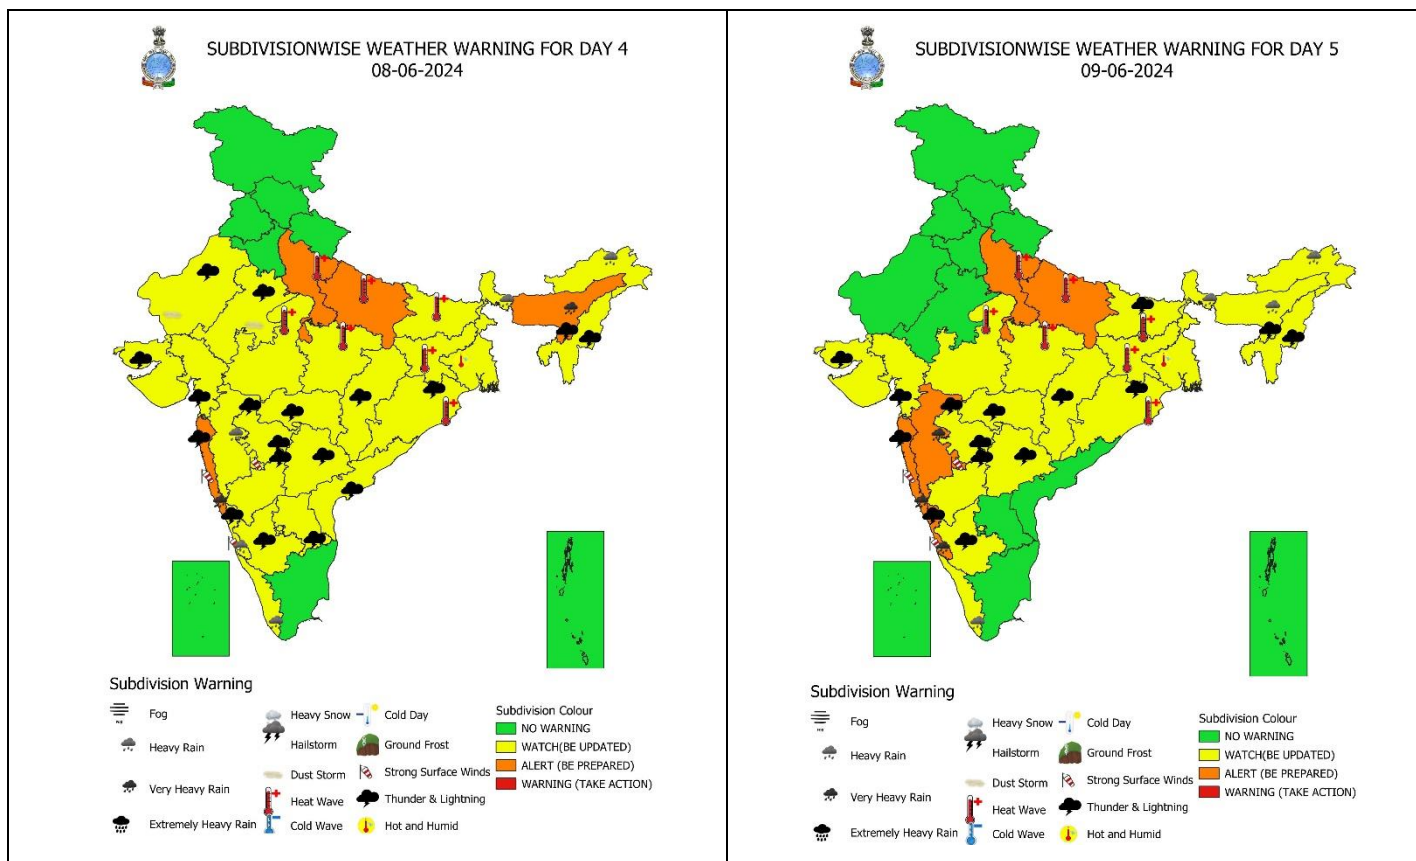 SUBDIVISIONWISE WEATHER WARNING FOR DAY 4
08-06-2024
Subdivision Warning
Fog
Heavy Rain
Very Heavy Rain
Extremely Heavy Rain
Heavy Snow
Hailstorm
Dust Storm
Heat Wave
Cold Wave
Cold Day
Ground Frost
Strong Surface Winds
Thunder & Lightning
Hot and Humid
Subdivision Colour
NO WARNING
WATCH(BE UPDATED)
ALERT (BE PREPARED)
WARNING (TAKE ACTION)
SUBDIVISIONWISE WEATHER WARNING FOR DAY 5
09-06-2024
Subdivision Warning
Fog
Heavy Rain
Very Heavy Rain
Extremely Heavy Rain
Heavy Snow
Hailstorm
Dust Storm
Heat Wave
Cold Wave
Cold Day
Ground Frost
Strong Surface Winds
Thunder & Lightning
Hot and Humid
Subdivision Colour
NO WARNING
WATCH(BE UPDATED)
ALERT (BE PREPARED)
WARNING (TAKE ACTION)